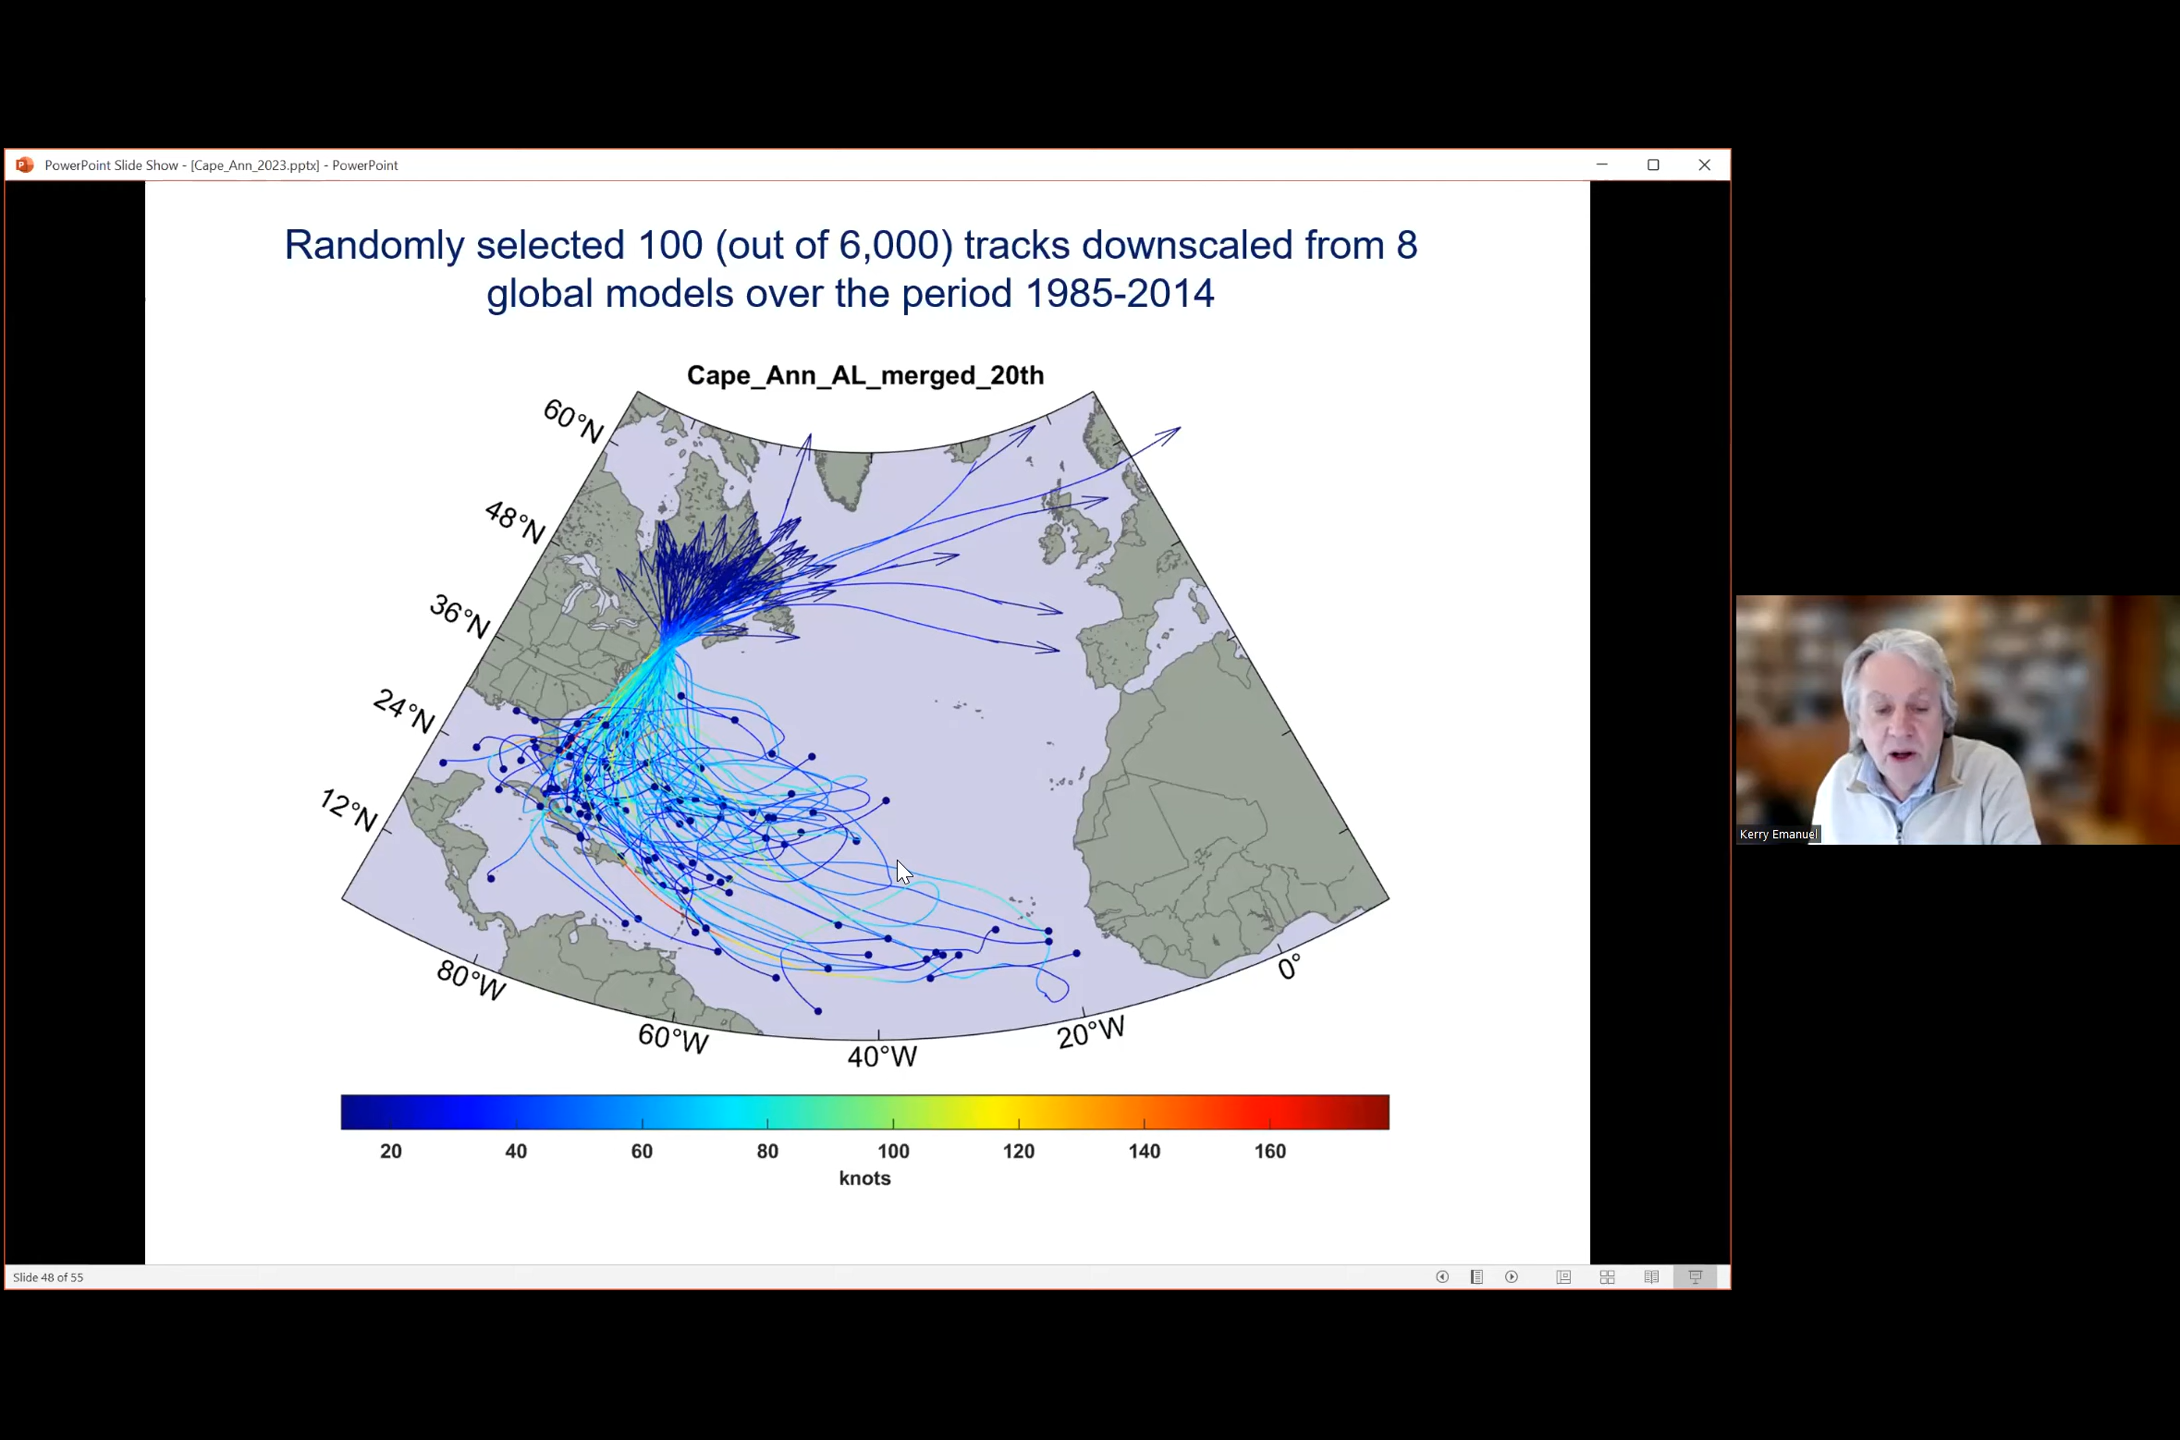 PowerPoint Slide Show - [Cape_Ann_2023.pptx] - PowerPoint
Randomly selected 100 (out of 6,000) tracks downscaled from 8
global models over the period 1985-2014
Cape_Ann_AL_merged_20th
60°N
48°N
36°N
24°N
12°N
80°W
60°W
40°W
20°W
0°
20 40 60 80 100 120 140 160
knots
Kerry Emanuel
Slide 48 of 55